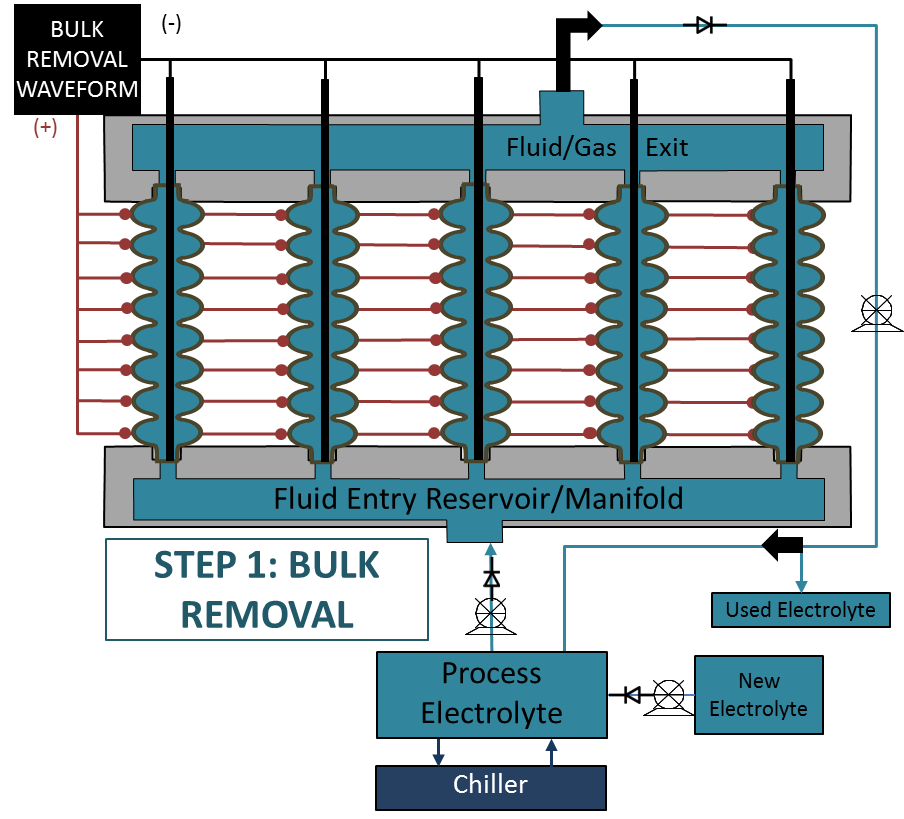 BULK
REMOVAL
WAVEFORM
(-)
(+)
Fluid/Gas Exit
Fluid Entry Reservoir/Manifold
STEP 1: BULK
REMOVAL
Used Electrolyte
Process
Electrolyte
New
Electrolyte
Chiller